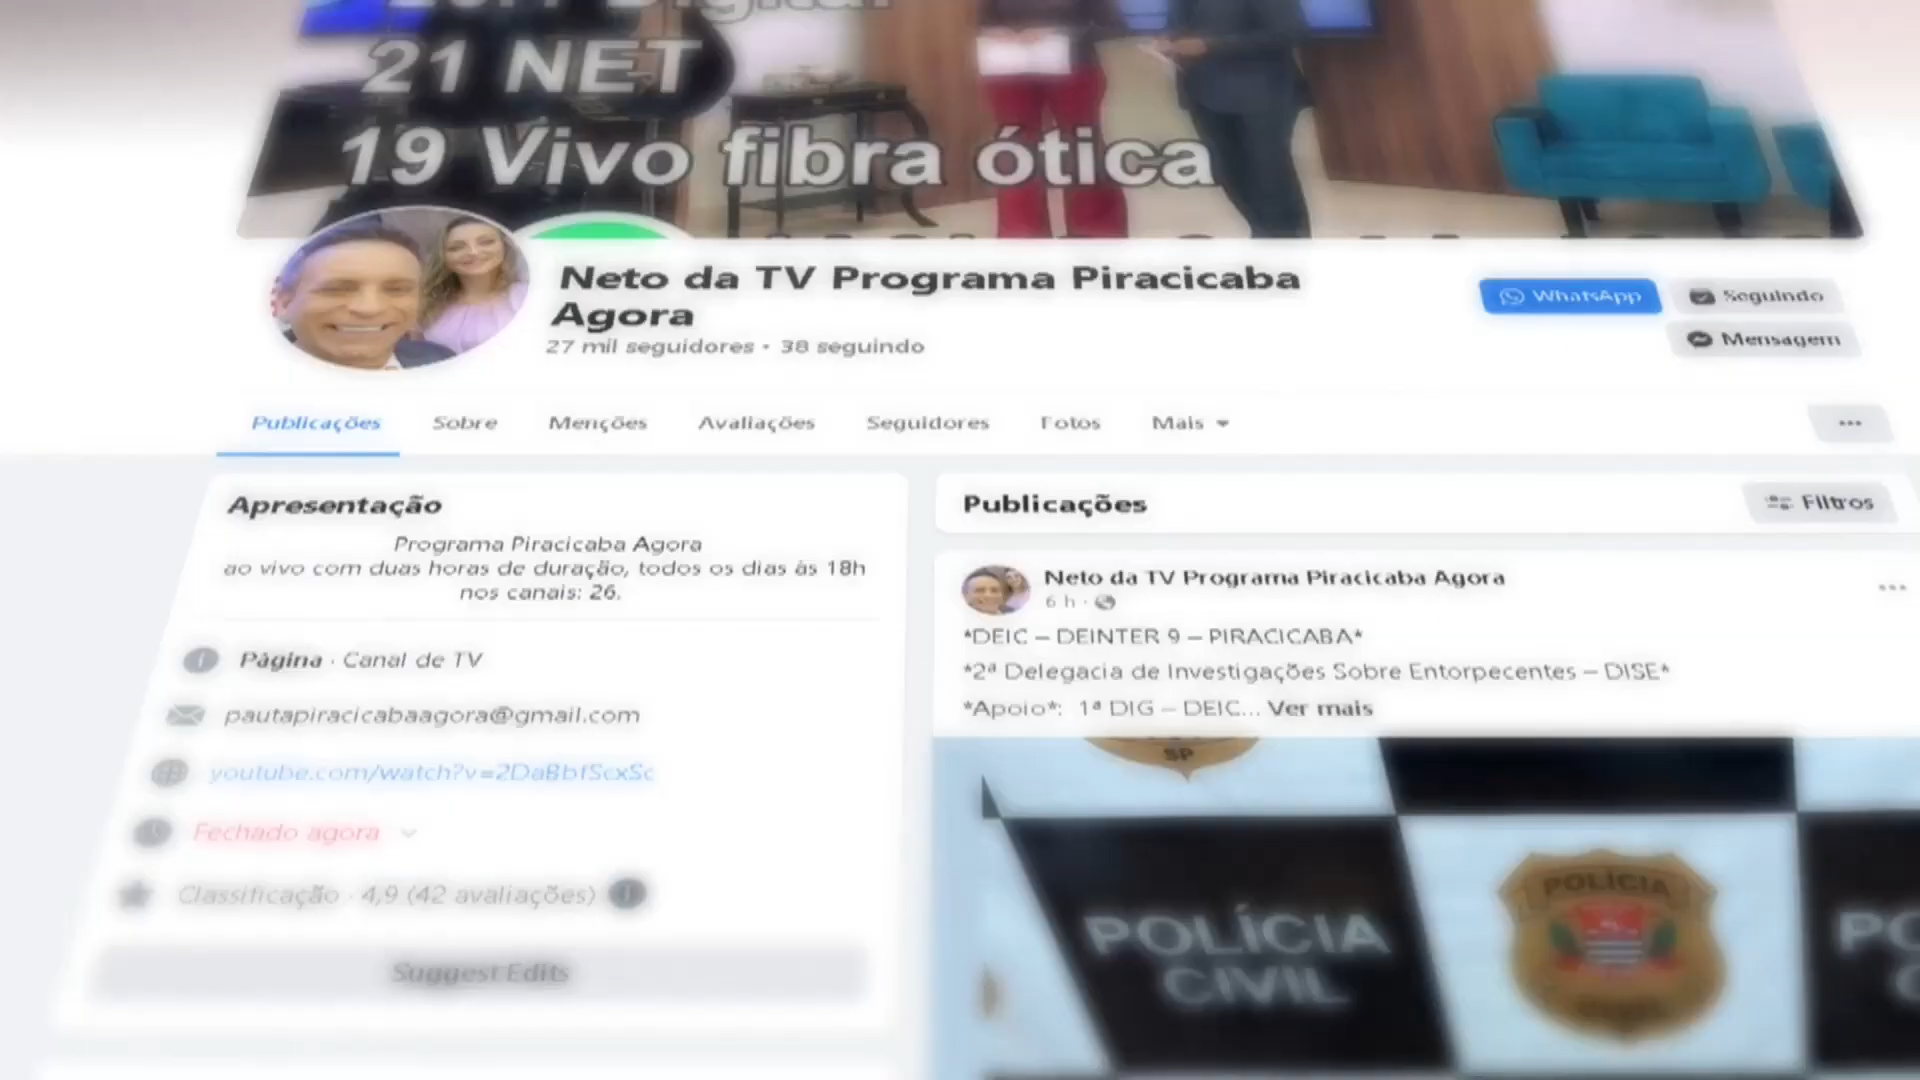 21 NET
19 Vivo fibra ótica
Neto da TV Programa Piracicaba
Agora
27 mil seguidores • 38 seguindo
WhatsApp
Seguindo
Mensagem
Publicações
Sobre
Menções
Avaliações
Seguidores
Fotos
Mais
Apresentação
Programa Piracicaba Agora
ao vivo com duas horas de duração, todos os dias às 18h
nos canais: 26.
Página · Canal de TV
pautapiracicabaagora@gmail.com
youtube.com/watch?v=2DaBbfScxSc
Fechado agora
Classificação · 4,9 (42 avaliações)
Suggest Edits
Publicações
Filtros
Neto da TV Programa Piracicaba Agora
6 h ·
*DEIC – DEINTER 9 – PIRACICABA*
*2ª Delegacia de Investigações Sobre Entorpecentes – DISE*
*Apoio*: 1ª DIG – DEIC... Ver mais
SP
POLÍCIA
CIVIL
POLÍCIA